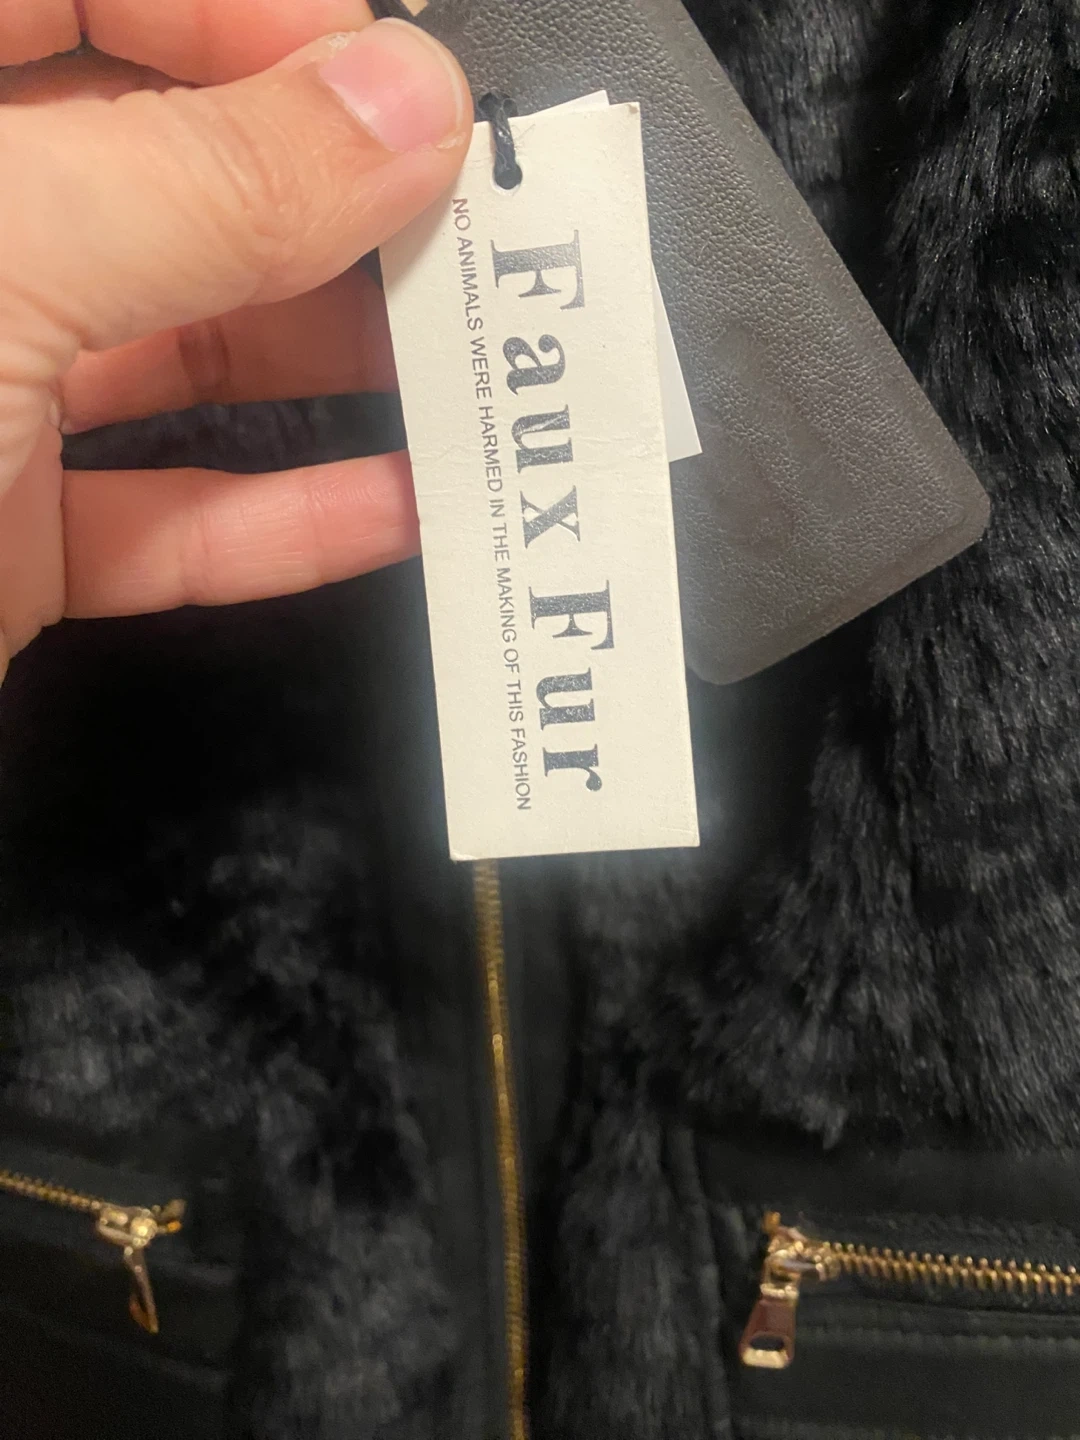 Faux Fur
NO ANIMALS WERE HARMED IN THE MAKING OF THIS FASHION